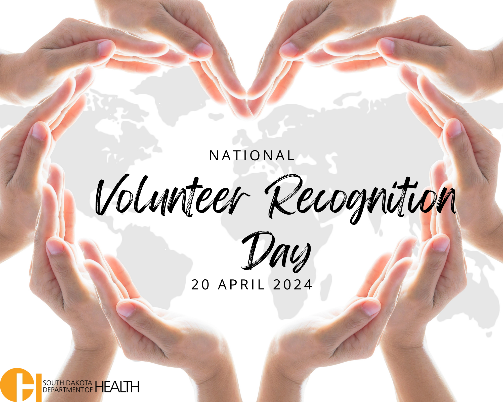 NATIONAL
Volunteer Recognition
Day
20 APRIL 2024
SOUTH DAKOTA
DEPARTMENT OF HEALTH